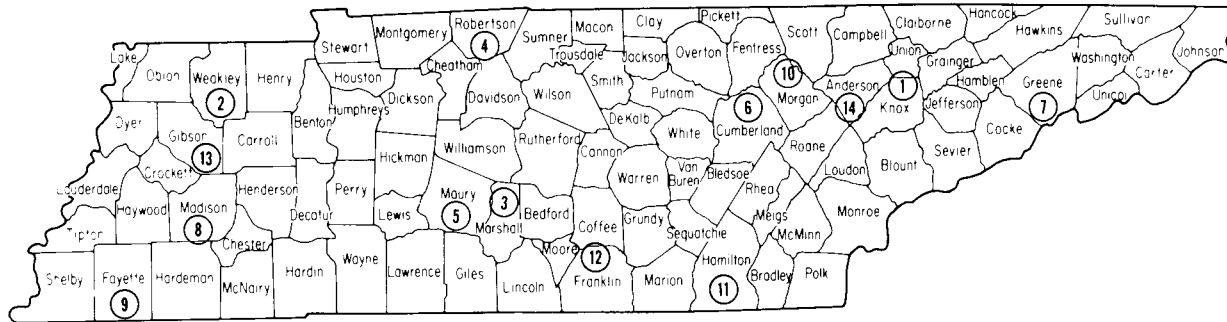 Lake
Obion
Weakley
Henry
Stewart
Montgomery
Robertson
Sumner
Macon
Trousdale
Clay
Jackson
Pickett
Overton
Fentress
Scott
Campbell
Claiborne
Union
Hancock
Grainger
Hawkins
Sullivan
Johnson
Washington
Carter
Unicoi
Greene
Hamblen
Jefferson
Cocke
Sevier
Knox
Anderson
Morgan
Roane
Loudon
Blount
Monroe
Houston
Humphreys
Dickson
Cheatham
Davidson
Wilson
Smith
Putnam
DeKalb
White
Cumberland
Dyer
Gibson
Crockett
Carroll
Benton
Hickman
Williamson
Rutherford
Cannon
Warren
Van
Buren
Bledsoe
Rhea
Meigs
McMinn
Lauderdale
Haywood
Madison
Henderson
Decatur
Perry
Lewis
Maury
Marshall
Bedford
Coffee
Moore
Grundy
Sequatchie
Hamilton
Tipton
Chester
Shelby
Fayette
Hardeman
McNairy
Hardin
Wayne
Lawrence
Giles
Lincoln
Franklin
Marion
Bradley
Polk
1
2
3
4
5
6
7
8
9
10
11
12
13
14